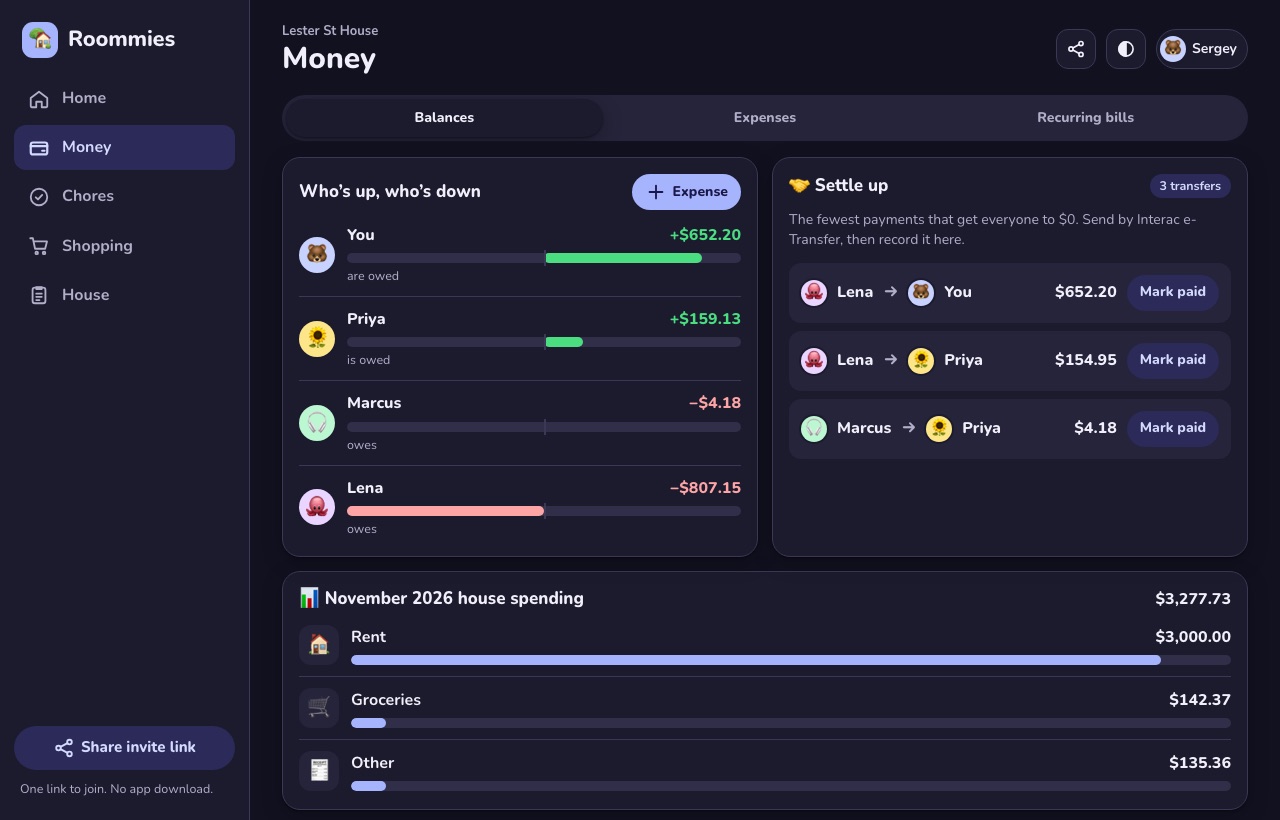 Roommies
Home
Money
Chores
Shopping
House
Share invite link
One link to join. No app download.
Lester St House
Money
Sergey
Balances
Expenses
Recurring bills
Who's up, who's down
Expense
You
+$652.20
are owed
Priya
+$159.13
is owed
Marcus
−$4.18
owes
Lena
−$807.15
owes
Settle up
3 transfers
The fewest payments that get everyone to $0. Send by Interac e-
Transfer, then record it here.
Lena → You $652.20 Mark paid
Lena → Priya $154.95 Mark paid
Marcus → Priya $4.18 Mark paid
November 2026 house spending
$3,277.73
Rent
$3,000.00
Groceries
$142.37
Other
$135.36